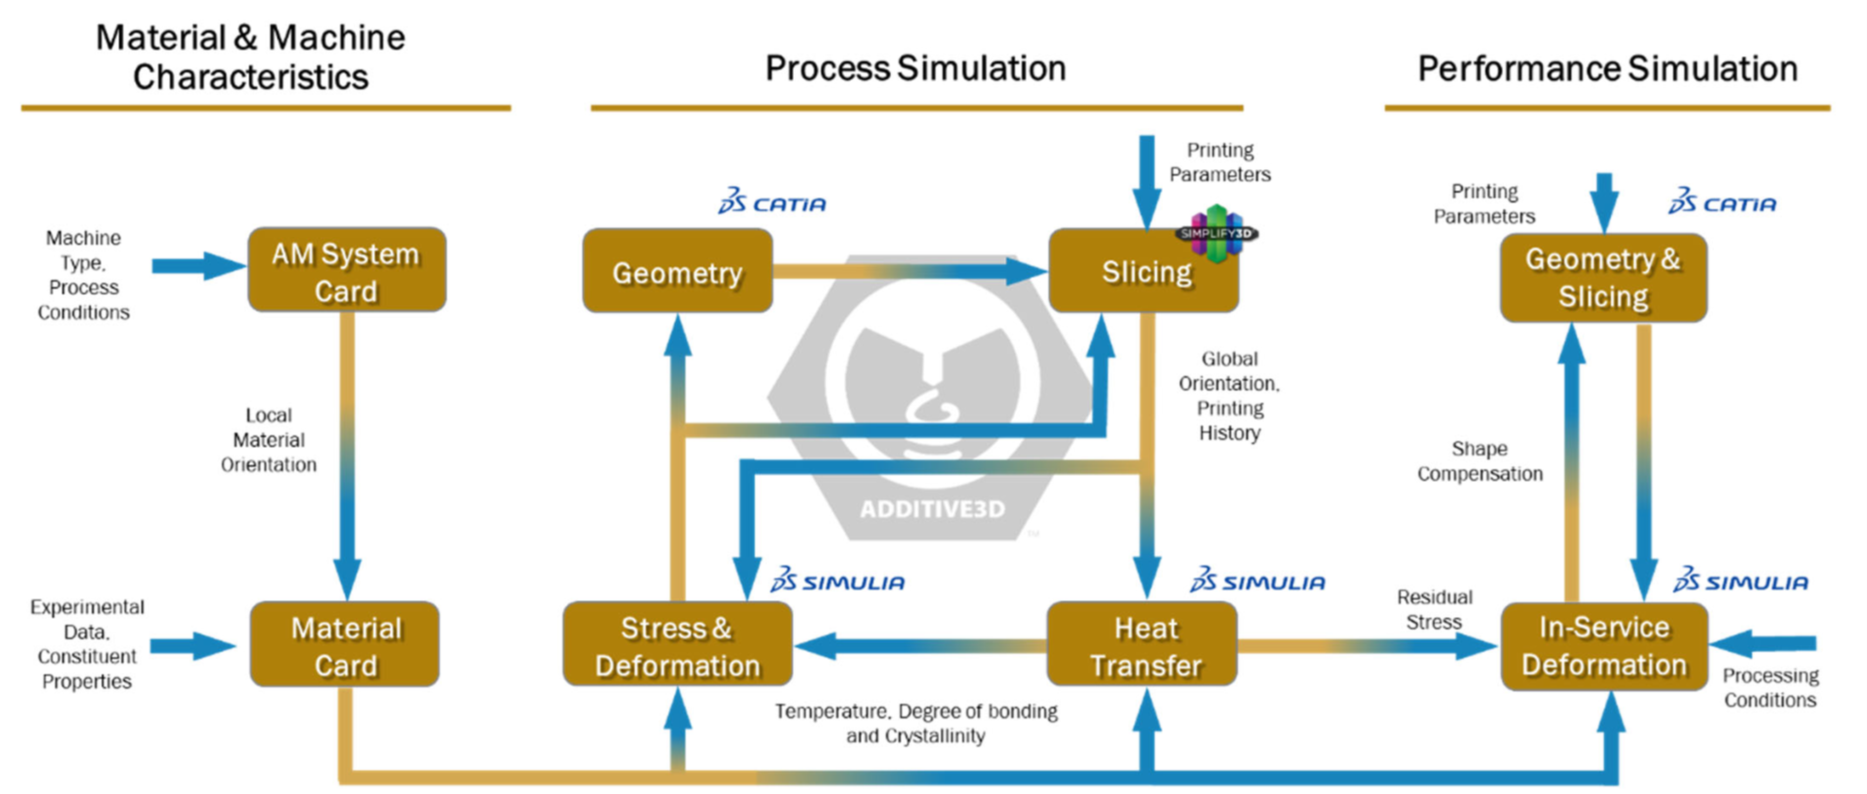 Material & Machine
Characteristics
Process Simulation
Performance Simulation
Machine
Type,
Process
Conditions
AM System
Card
Local
Material
Orientation
Experimental
Data,
Constituent
Properties
Material
Card
3DS CATIA
Geometry
Printing
Parameters
SIMPLIFY3D
Slicing
Global
Orientation,
Printing
History
ADDITIVE3D
TM
3DS SIMULIA
Stress &
Deformation
3DS SIMULIA
Heat
Transfer
Temperature, Degree of bonding
and Crystallinity
Printing
Parameters
3DS CATIA
Geometry &
Slicing
Shape
Compensation
Residual
Stress
3DS SIMULIA
In-Service
Deformation
Processing
Conditions